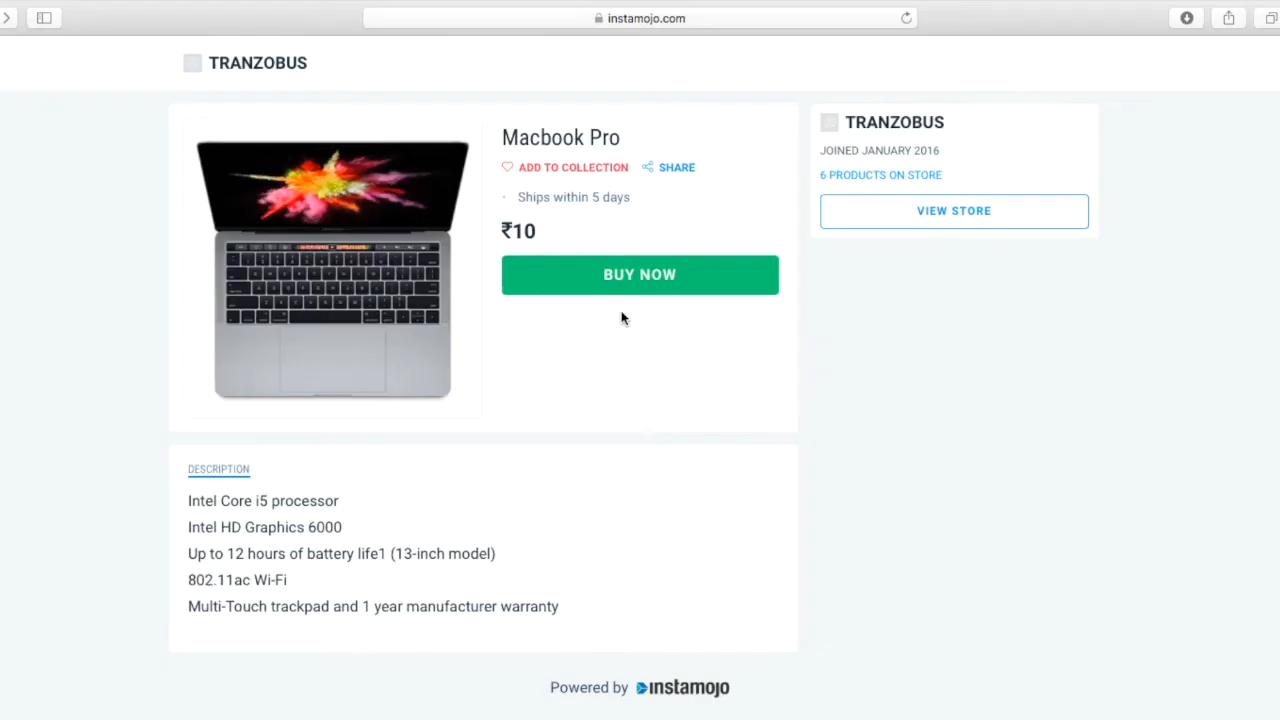 instamojo.com
TRANZOBUS
Macbook Pro
ADD TO COLLECTION SHARE
Ships within 5 days
₹10
BUY NOW
TRANZOBUS
JOINED JANUARY 2016
6 PRODUCTS ON STORE
VIEW STORE
DESCRIPTION
Intel Core i5 processor
Intel HD Graphics 6000
Up to 12 hours of battery life1 (13-inch model)
802.11ac Wi-Fi
Multi-Touch trackpad and 1 year manufacturer warranty
Powered by instamojo